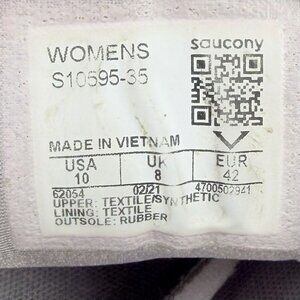 WOMENS
saucony
S10595-35
MADE IN VIETNAM
USA UK EUR
10 8 42
62054 02/21 4700502941
UPPER: TEXTILE/SYNTHETIC
LINING: TEXTILE
OUTSOLE: RUBBER